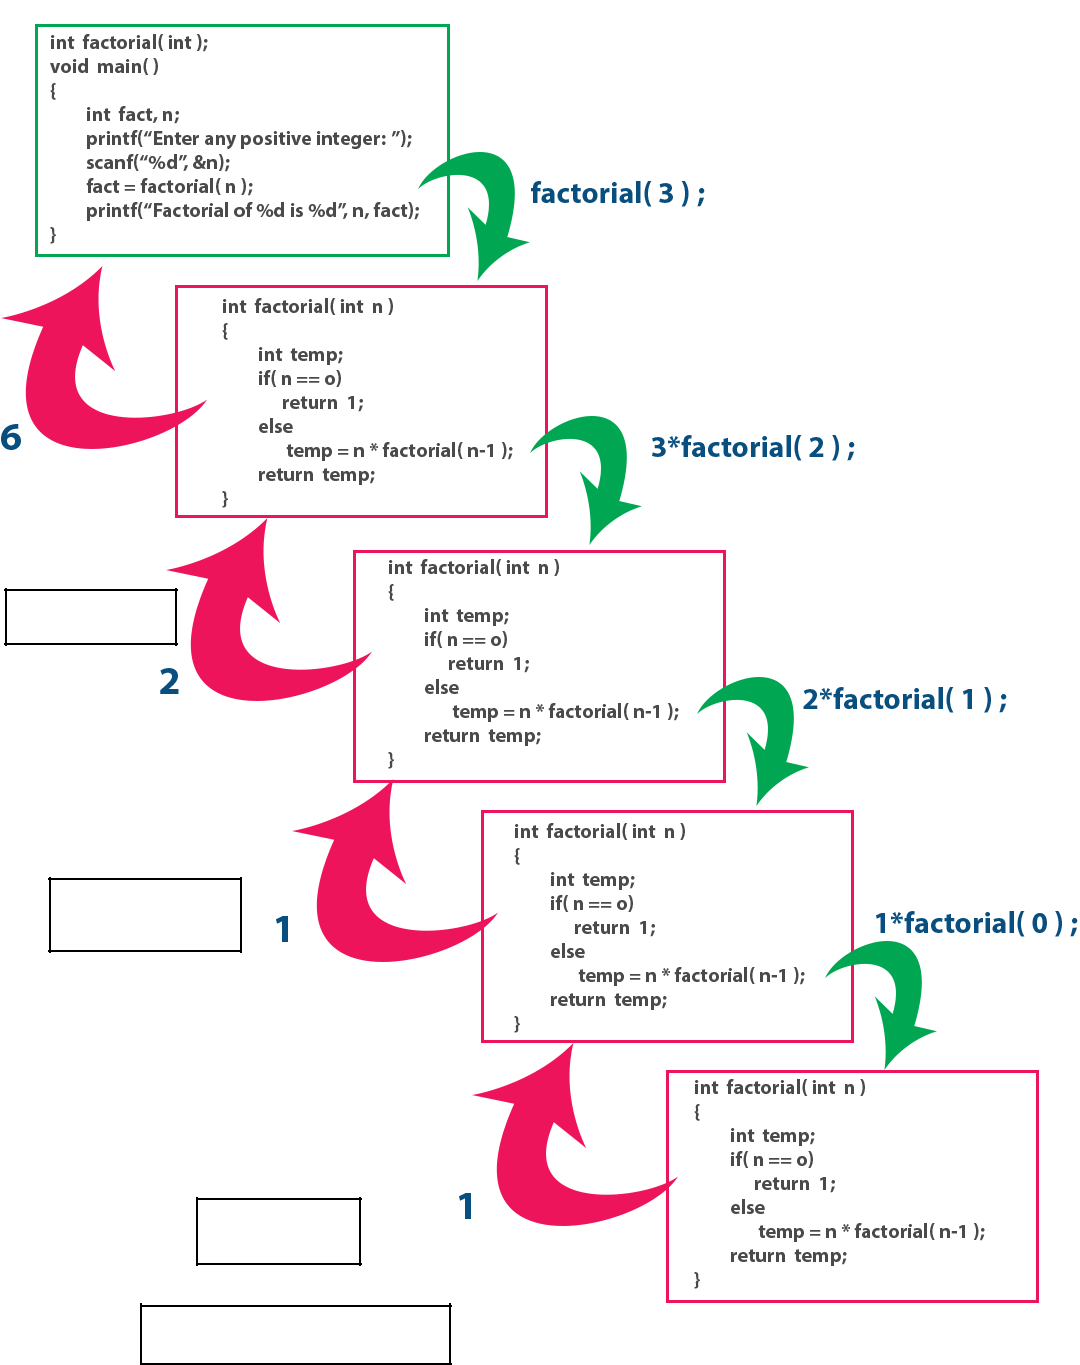 int factorial( int );
void main( )
{
int fact, n;
printf(“Enter any positive integer: ”);
scanf(“%d”, &n);
fact = factorial( n );
printf(“Factorial of %d is %d”, n, fact);
}
factorial( 3 ) ;
int factorial( int n )
{
int temp;
if( n == o)
return 1;
else
temp = n * factorial( n-1 );
return temp;
}
6
3*factorial( 2 ) ;
int factorial( int n )
{
int temp;
if( n == o)
return 1;
else
temp = n * factorial( n-1 );
return temp;
}
2
2*factorial( 1 ) ;
int factorial( int n )
{
int temp;
if( n == o)
return 1;
else
temp = n * factorial( n-1 );
return temp;
}
1
1*factorial( 0 ) ;
int factorial( int n )
{
int temp;
if( n == o)
return 1;
else
temp = n * factorial( n-1 );
return temp;
}
1